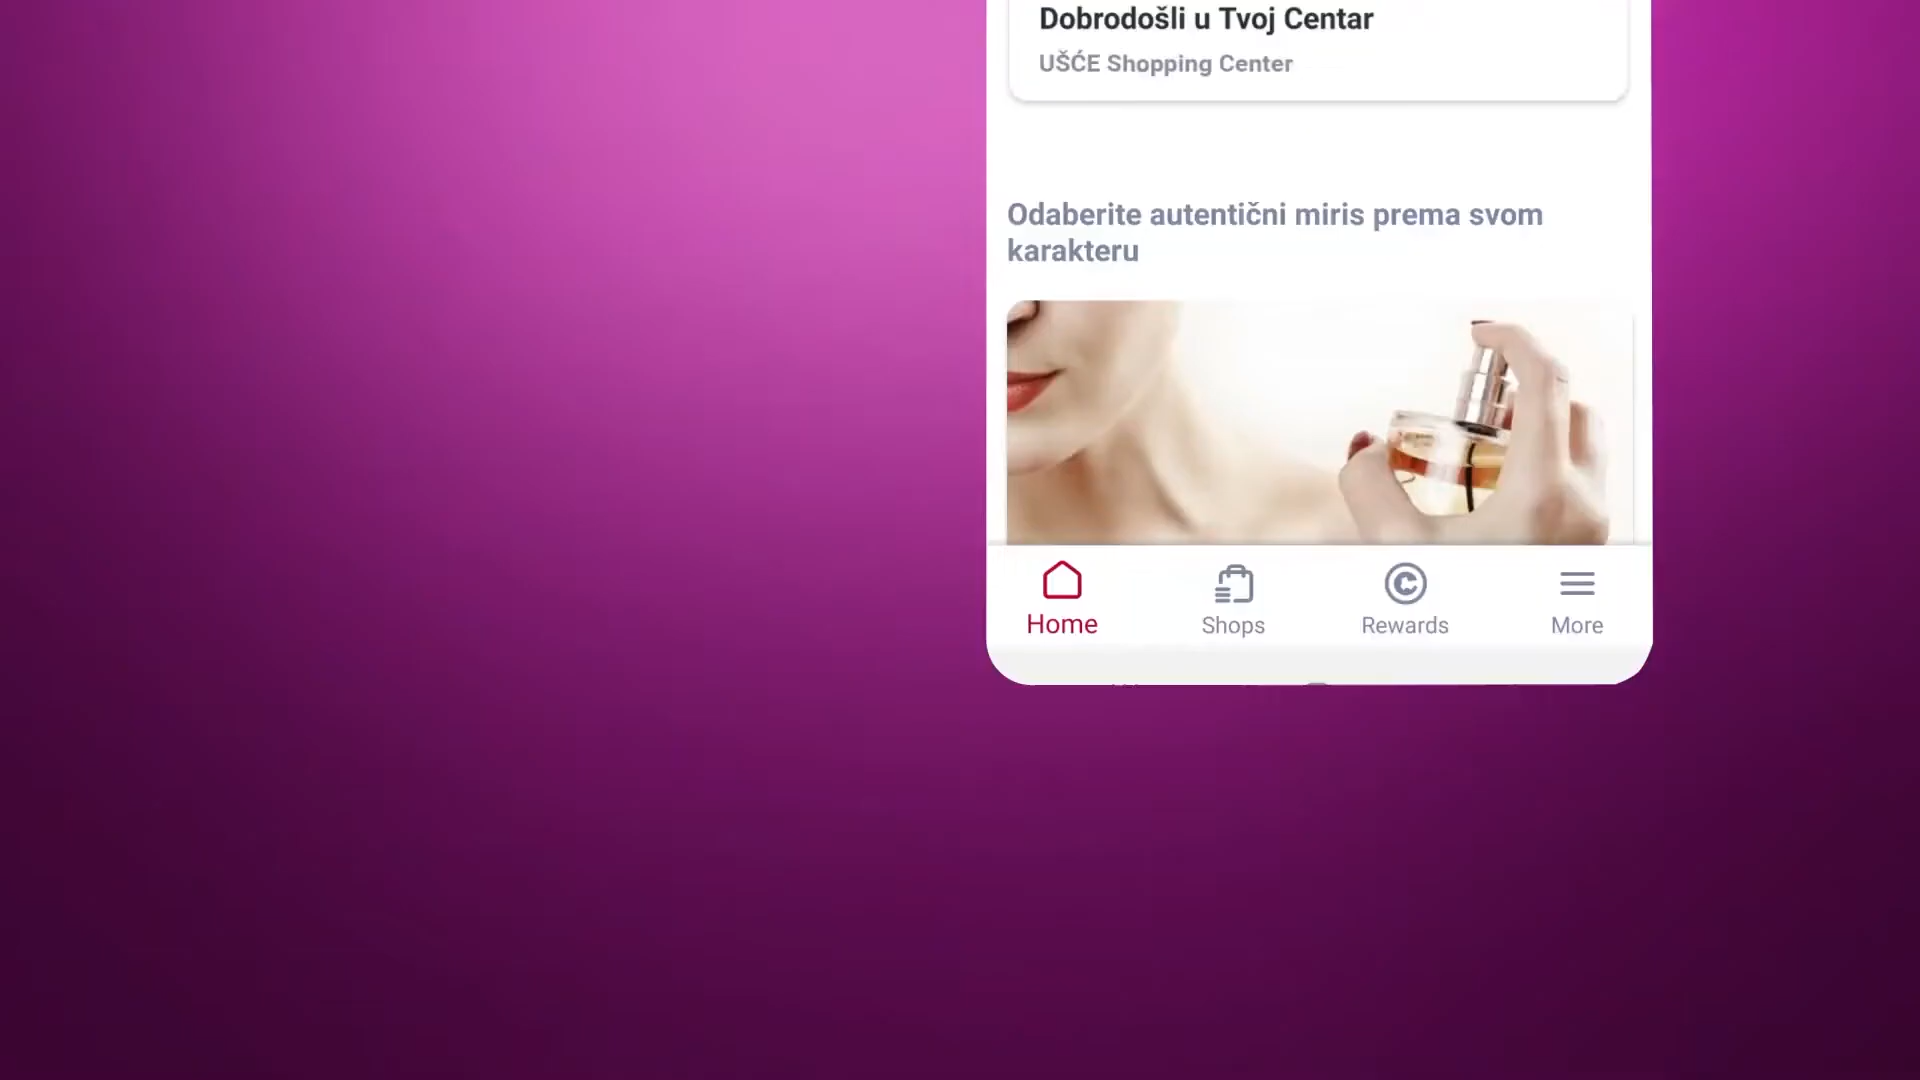 Dobrodošli u Tvoj Centar
UŠĆE Shopping Center
Odaberite autentični miris prema svom
karakteru
Home
Shops
Rewards
More